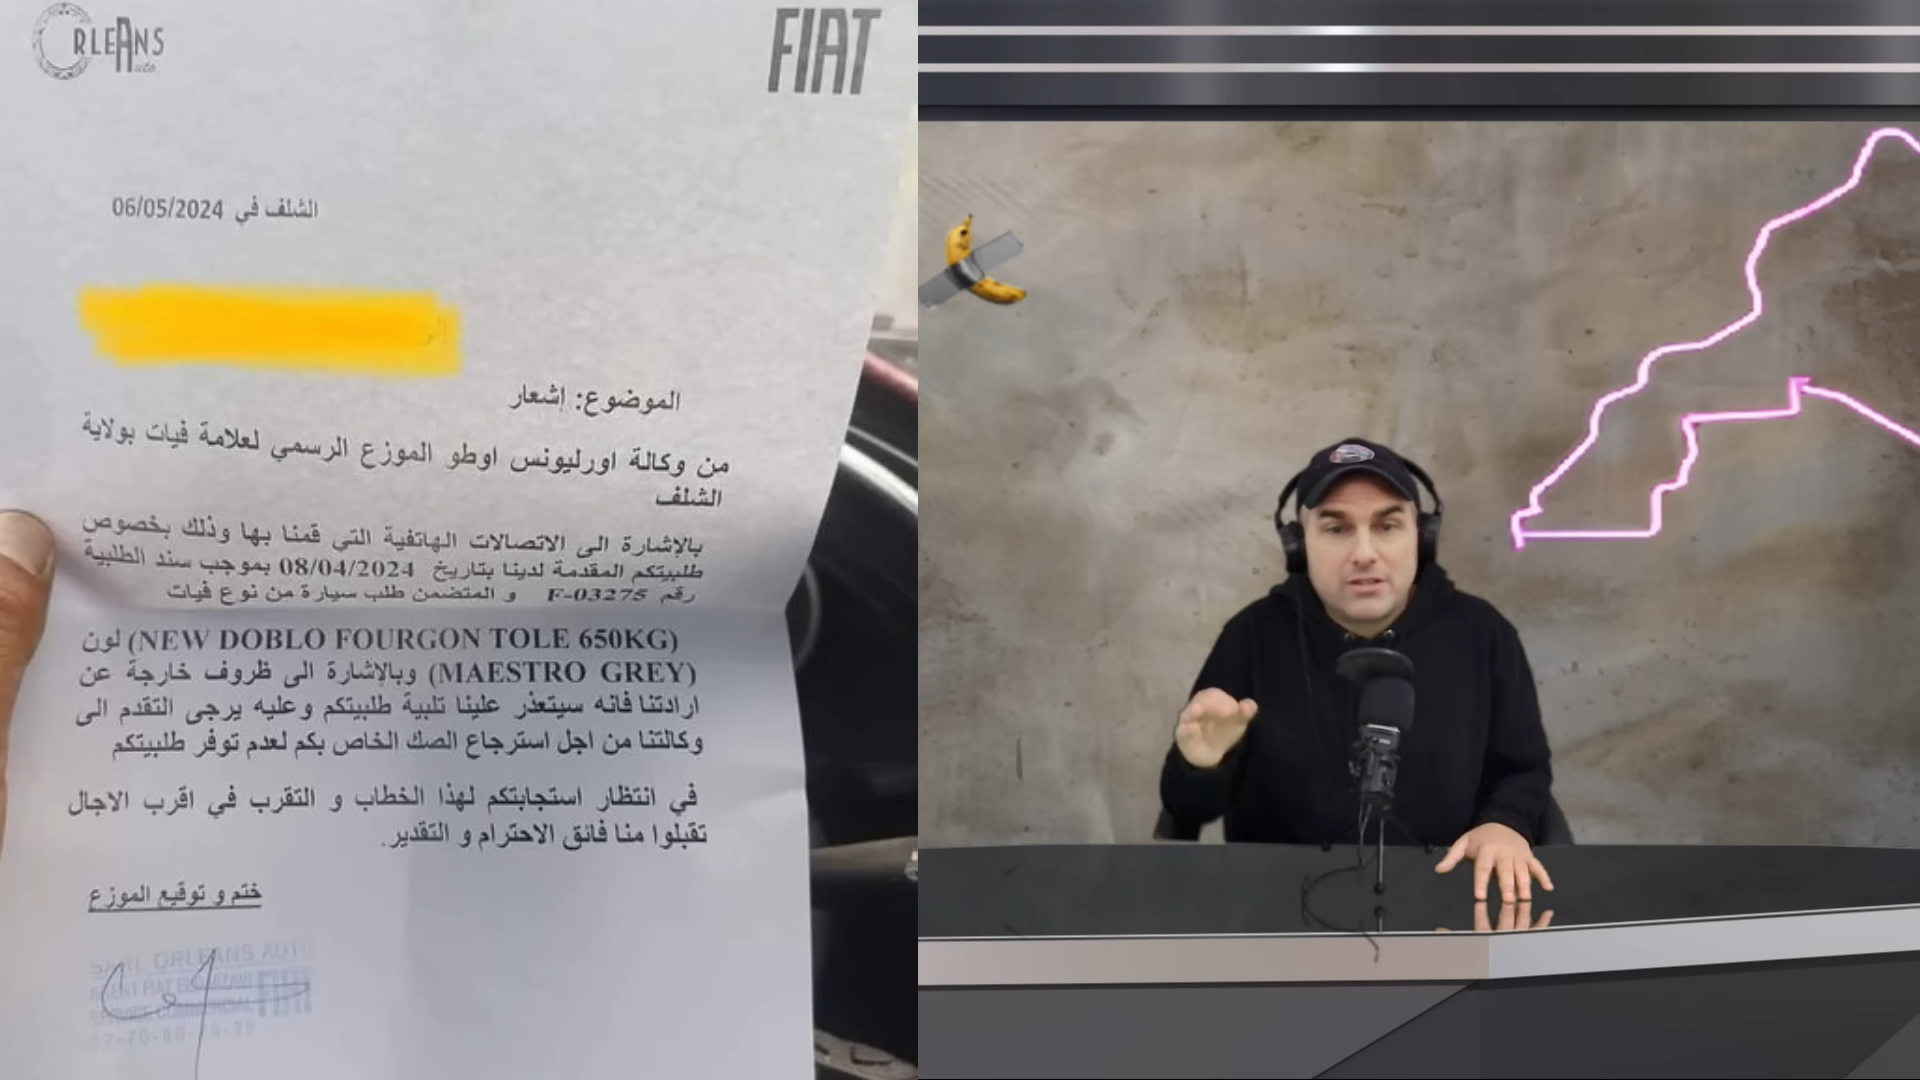 ORLEANS
Auto
FIAT
الشلف في 06/05/2024
الموضوع: إشعار
من وكالة اورليونس اوطو الموزع الرسمي لعلامة فيات بولاية
الشلف
بالإشارة الى الاتصالات الهاتفية التي قمنا بها وذلك بخصوص
طلبيتكم المقدمة لدينا بتاريخ 08/04/2024 بموجب سند الطلبية
رقم F-03275 و المتضمن طلب سيارة من نوع فيات
(NEW DOBLO FOURGON TOLE 650KG) لون
(MAESTRO GREY) وبالإشارة الى ظروف خارجة عن
ارادتنا فانه سيتعذر علينا تلبية طلبيتكم وعليه يرجى التقدم الى
وكالتنا من اجل استرجاع الصك الخاص بكم لعدم توفر طلبيتكم
في انتظار استجابتكم لهذا الخطاب و التقرب في اقرب الاجال
تقبلوا منا فائق الاحترام و التقدير.
ختم و توقيع الموزع
SARL ORLEANS AUTO
SERVICE COMMERCIAL